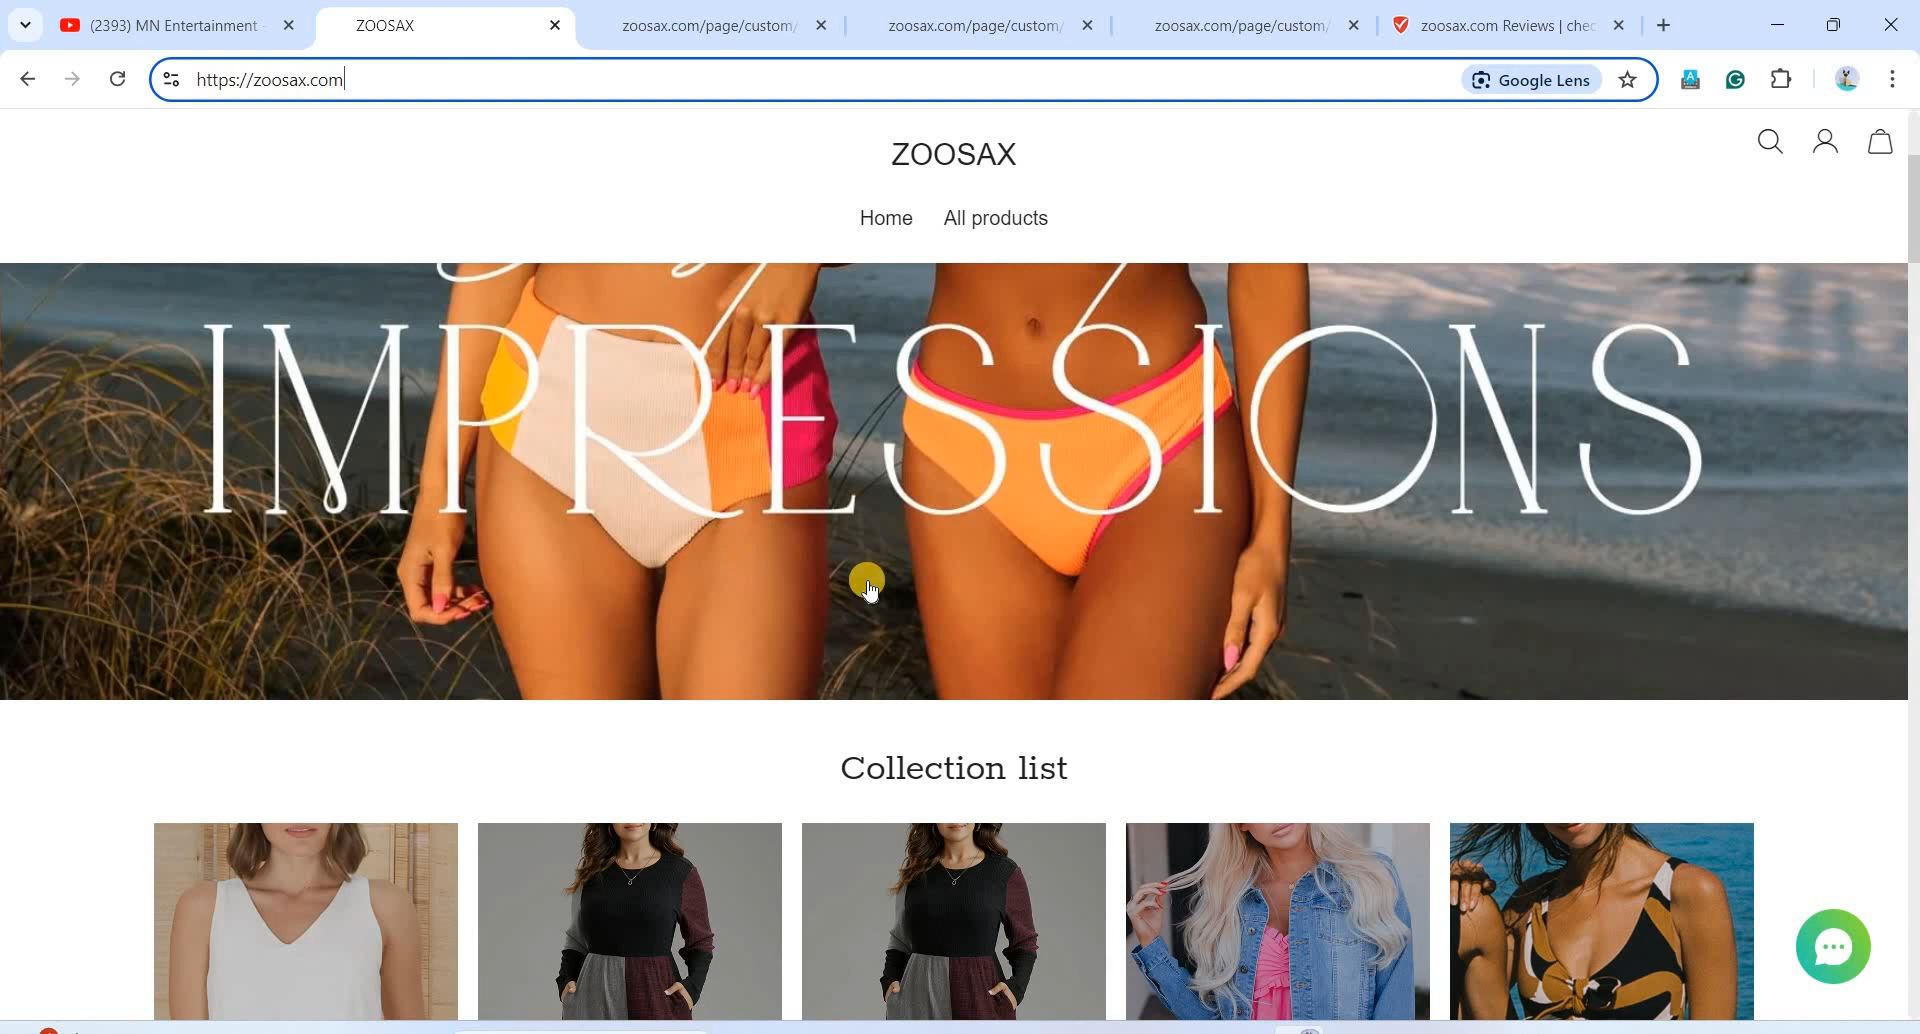 (2393) MN Entertainment -
ZOOSAX
zoosax.com/page/custom/
zoosax.com/page/custom/
zoosax.com/page/custom/
zoosax.com Reviews | chec
https://zoosax.com
Google Lens
ZOOSAX
Home All products
IMPRESSIONS
Collection list